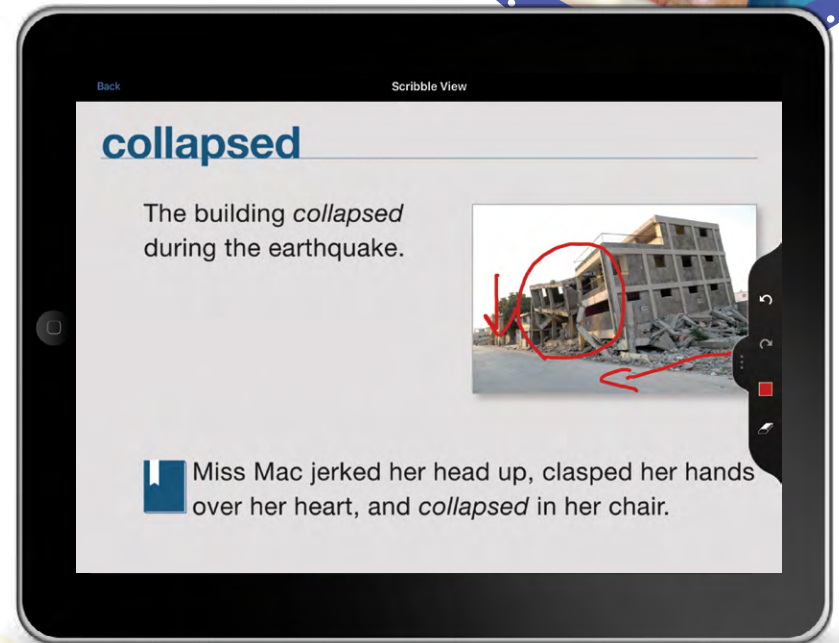 Back
Scribble View
collapsed
The building collapsed
during the earthquake.
Miss Mac jerked her head up, clasped her hands
over her heart, and collapsed in her chair.